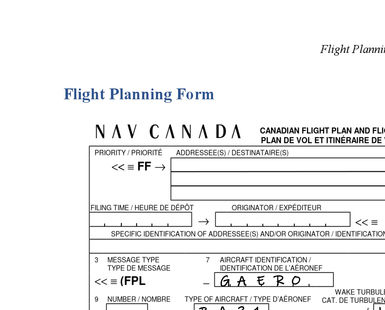 Flight Planni
Flight Planning Form
NAV CANADA
CANADIAN FLIGHT PLAN AND FLI
PLAN DE VOL ET ITINÉRAIRE DE
PRIORITY / PRIORITÉ ADDRESSEE(S) / DESTINATAIRE(S)
<< ≡ FF →
FILING TIME / HEURE DE DÉPÔT ORIGINATOR / EXPÉDITEUR
→ << ≡
SPECIFIC IDENTIFICATION OF ADDRESSEE(S) AND/OR ORIGINATOR / IDENTIFICATION
3 MESSAGE TYPE 7 AIRCRAFT IDENTIFICATION /
TYPE DE MESSAGE IDENTIFICATION DE L'AÉRONEF
<< ≡ (FPL – G A E R O .
WAKE TURBULE
9 NUMBER / NOMBRE TYPE OF AIRCRAFT / TYPE D'AÉRONEF CAT. DE TURBULEN